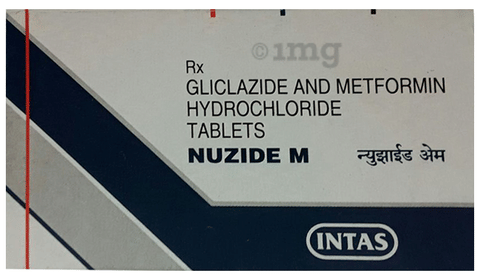 1mg
Rx
GLICLAZIDE AND METFORMIN
HYDROCHLORIDE
TABLETS
NUZIDE M न्युझाईड एम
INTAS